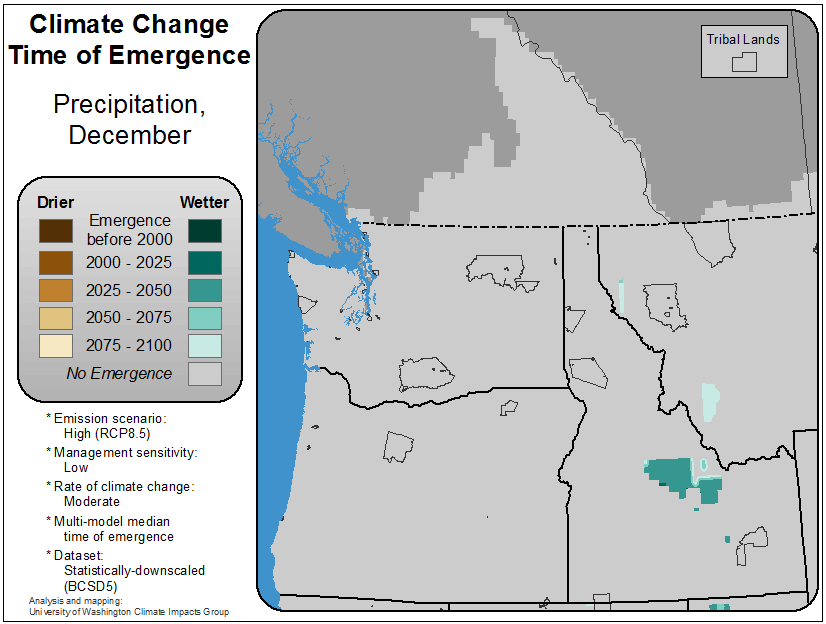 Climate Change
Time of Emergence
Precipitation,
December
Tribal Lands
Drier
Wetter
Emergence
before 2000
2000 - 2025
2025 - 2050
2050 - 2075
2075 - 2100
No Emergence
* Emission scenario:
High (RCP8.5)
* Management sensitivity:
Low
* Rate of climate change:
Moderate
* Multi-model median
time of emergence
* Dataset:
Statistically-downscaled
(BCSD5)
Analysis and mapping:
University of Washington Climate Impacts Group